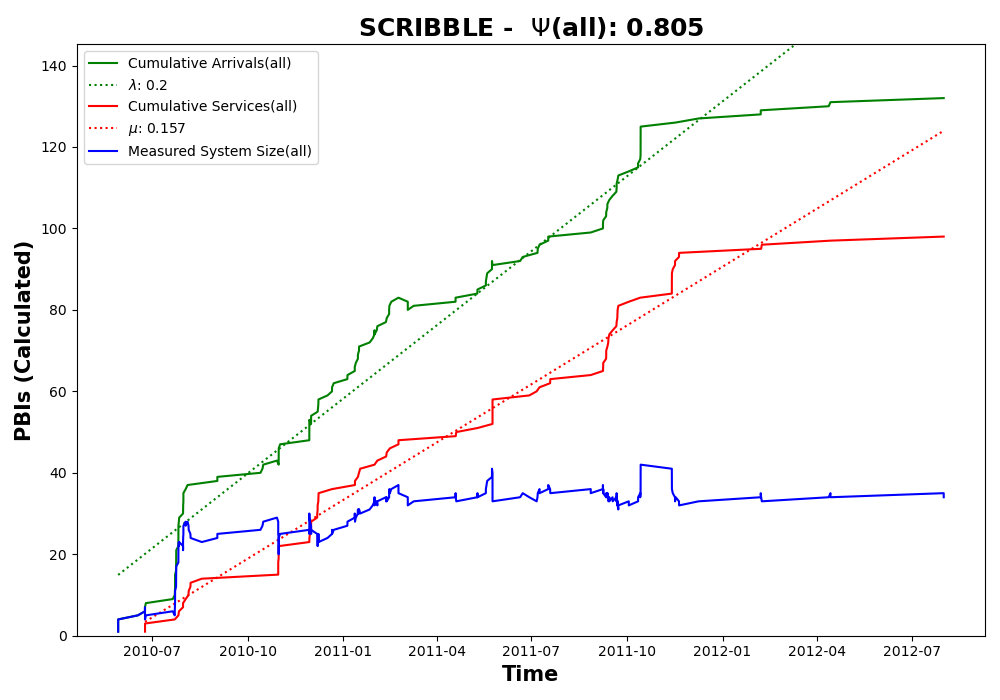 SCRIBBLE - Ψ(all): 0.805
Cumulative Arrivals(all)
λ: 0.2
Cumulative Services(all)
μ: 0.157
Measured System Size(all)
PBIs (Calculated)
140
120
100
80
60
40
20
0
2010-07 2010-10 2011-01 2011-04 2011-07 2011-10 2012-01 2012-04 2012-07
Time